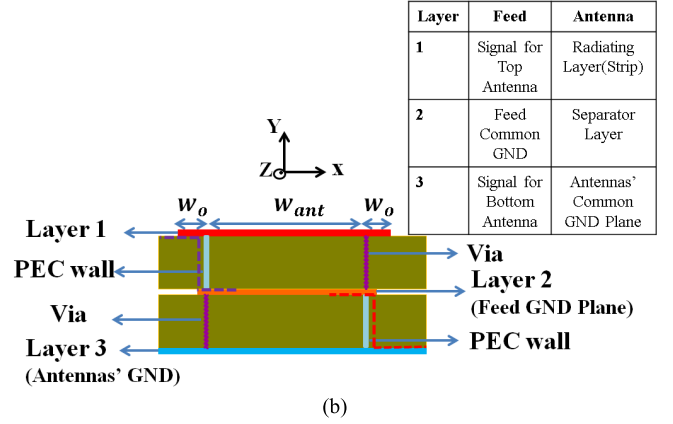 Layer Feed Antenna
1 Signal for Top Antenna Radiating Layer(Strip)
2 Feed Common GND Separator Layer
3 Signal for Bottom Antenna Antennas' Common GND Plane
Y
Z x
w_o w_ant w_o
Layer 1
PEC wall
Via
Layer 3
(Antennas' GND)
Via
Layer 2
(Feed GND Plane)
PEC wall
(b)